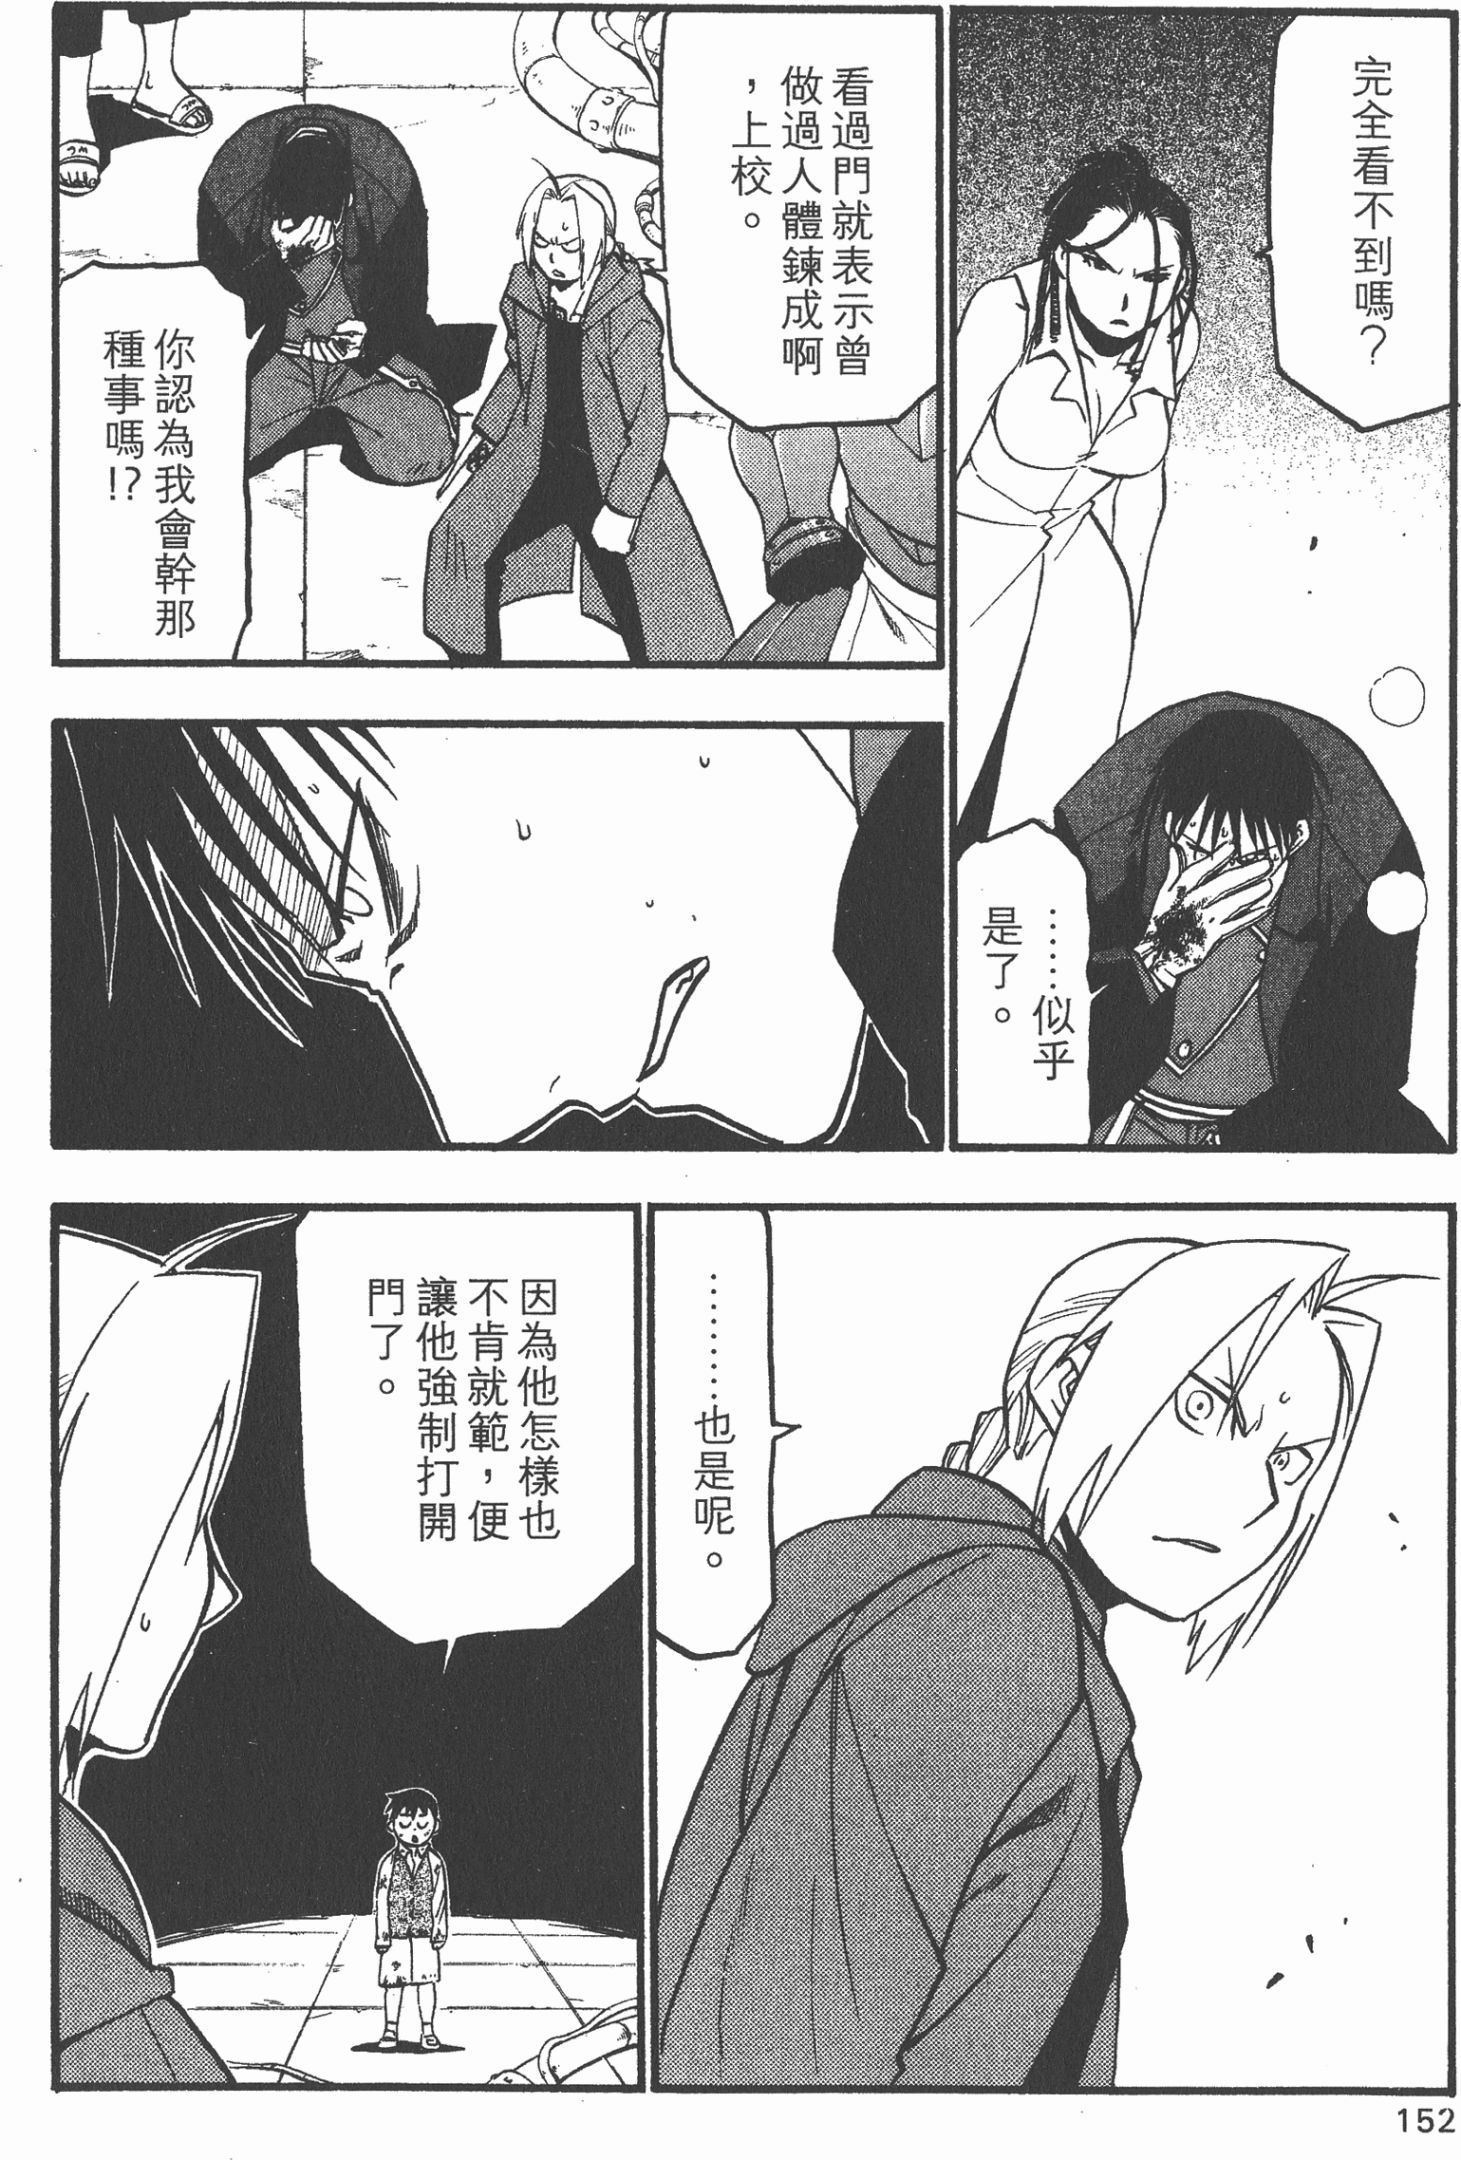 完全看不到嗎?
……似乎
是了。
看過門就表示曾
做過人體鍊成啊
，上校。
你認為我會幹那
種事嗎!?
………也是呢。
因為他怎樣也
不肯就範，便
讓他強制打開
門了。
152